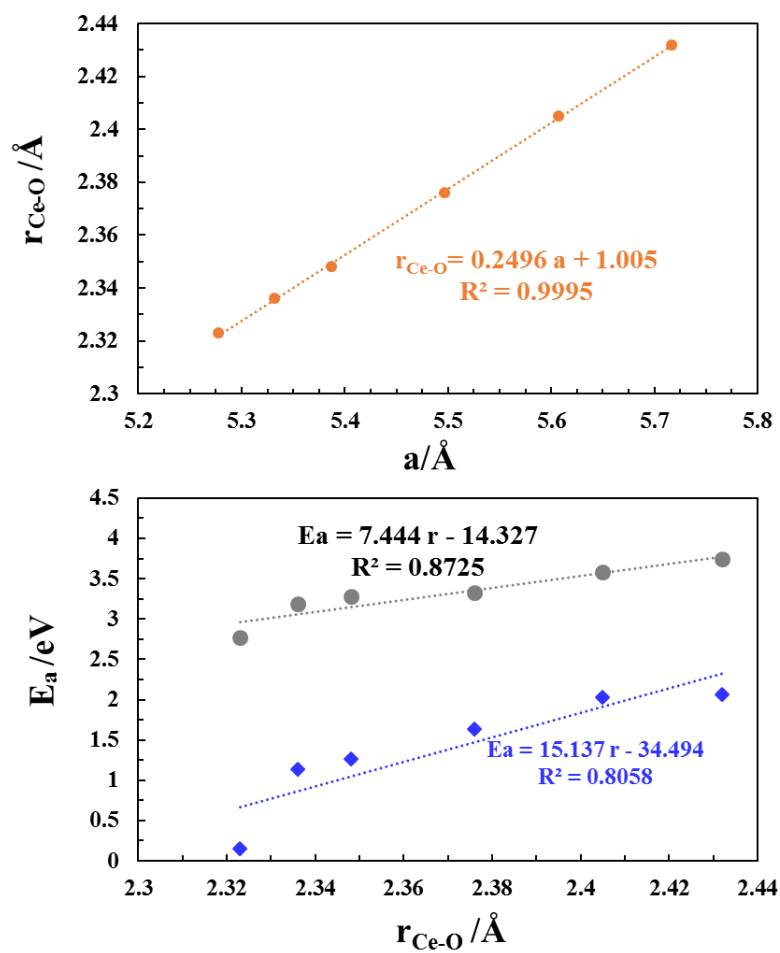 2.44
2.42
2.4
2.38
2.36
2.34
2.32
2.3
r_Ce-O /Å
r_Ce-O = 0.2496 a + 1.005
R² = 0.9995
5.2 5.3 5.4 5.5 5.6 5.7 5.8
a/Å
4.5
4
3.5
3
2.5
2
1.5
1
0.5
0
E_a /eV
Ea = 7.444 r - 14.327
R² = 0.8725
Ea = 15.137 r - 34.494
R² = 0.8058
2.3 2.32 2.34 2.36 2.38 2.4 2.42 2.44
r_Ce-O /Å